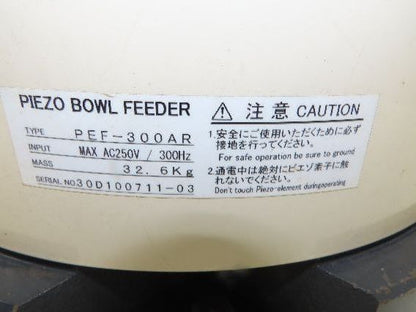 PIEZO BOWL FEEDER
TYPE PEF-300AR
INPUT MAX AC250V / 300Hz
MASS 32.6Kg
SERIAL NO.30D100711-03
⚠ 注意 CAUTION
1.安全にご使用いただくために必ず
接地を行ってください。
For safe operation be sure to ground
2.通電中は絶対にピエゾ素子に触
れないでください。
Don't touch Piezo-element duringoperating